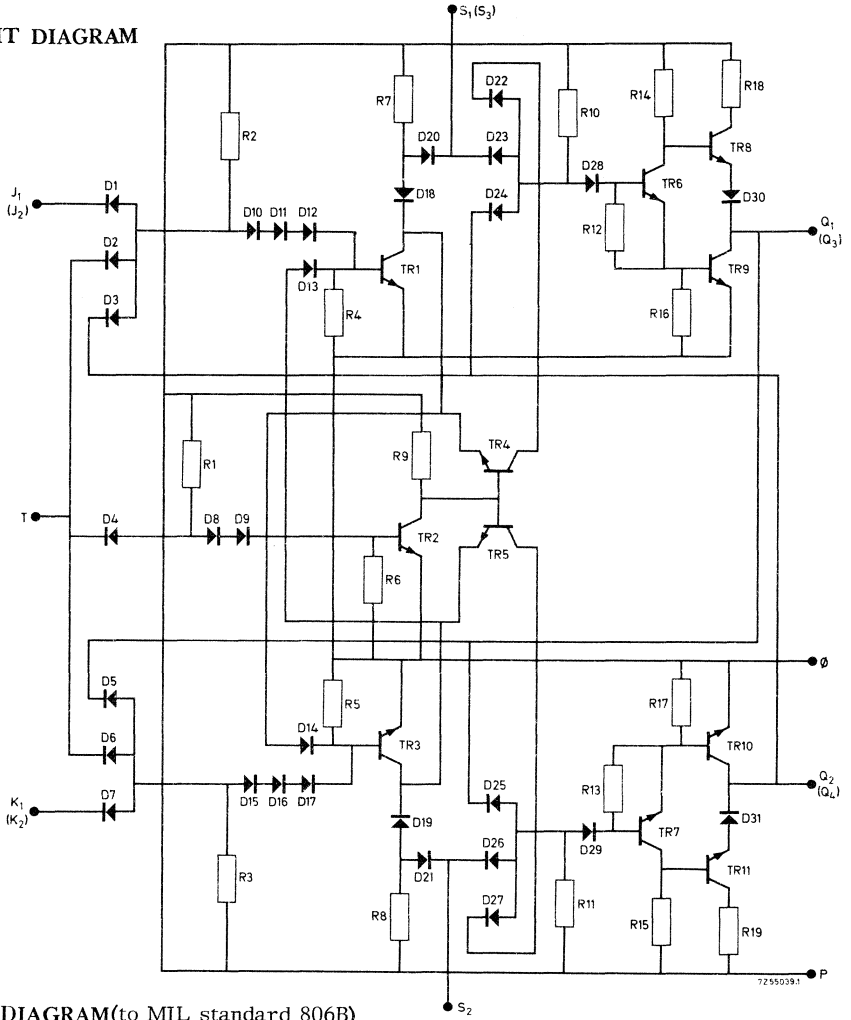 IT DIAGRAM
S₁(S₃)
D22
R7
R2
R10
R14
R18
D20
D23
TR8
D28
J₁
(J₂)
D1
D18
D24
TR6
D30
D10 D11 D12
R12
Q₁
(Q₃)
D2
D13
TR1
TR9
D3
R4
R16
TR4
R1
R9
T
D4
D8 D9
TR2
TR5
R6
Ø
D5
R5
R17
D14
TR3
TR10
D6
Q₂
(Q₄)
D25
R13
K₁
(K₂)
D7
D15 D16 D17
D19
D31
D29
TR7
D26
D21
TR11
R3
D27
R11
R8
R15
R19
P
7Z55039.1
S₂
DIAGRAM(to MIL standard 806B)